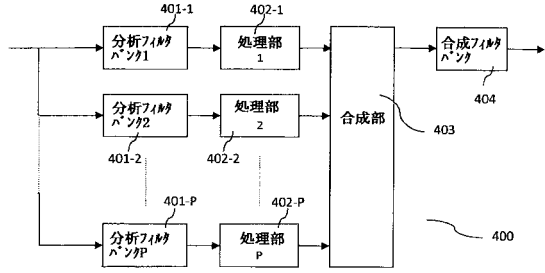 401-1
402-1
分析フィルタ
バンク1
処理部
1
合成フィルタ
バンク
404
分析フィルタ
バンク2
処理部
2
合成部
403
401-2
402-2
401-P
402-P
分析フィルタ
バンクP
処理部
P
400